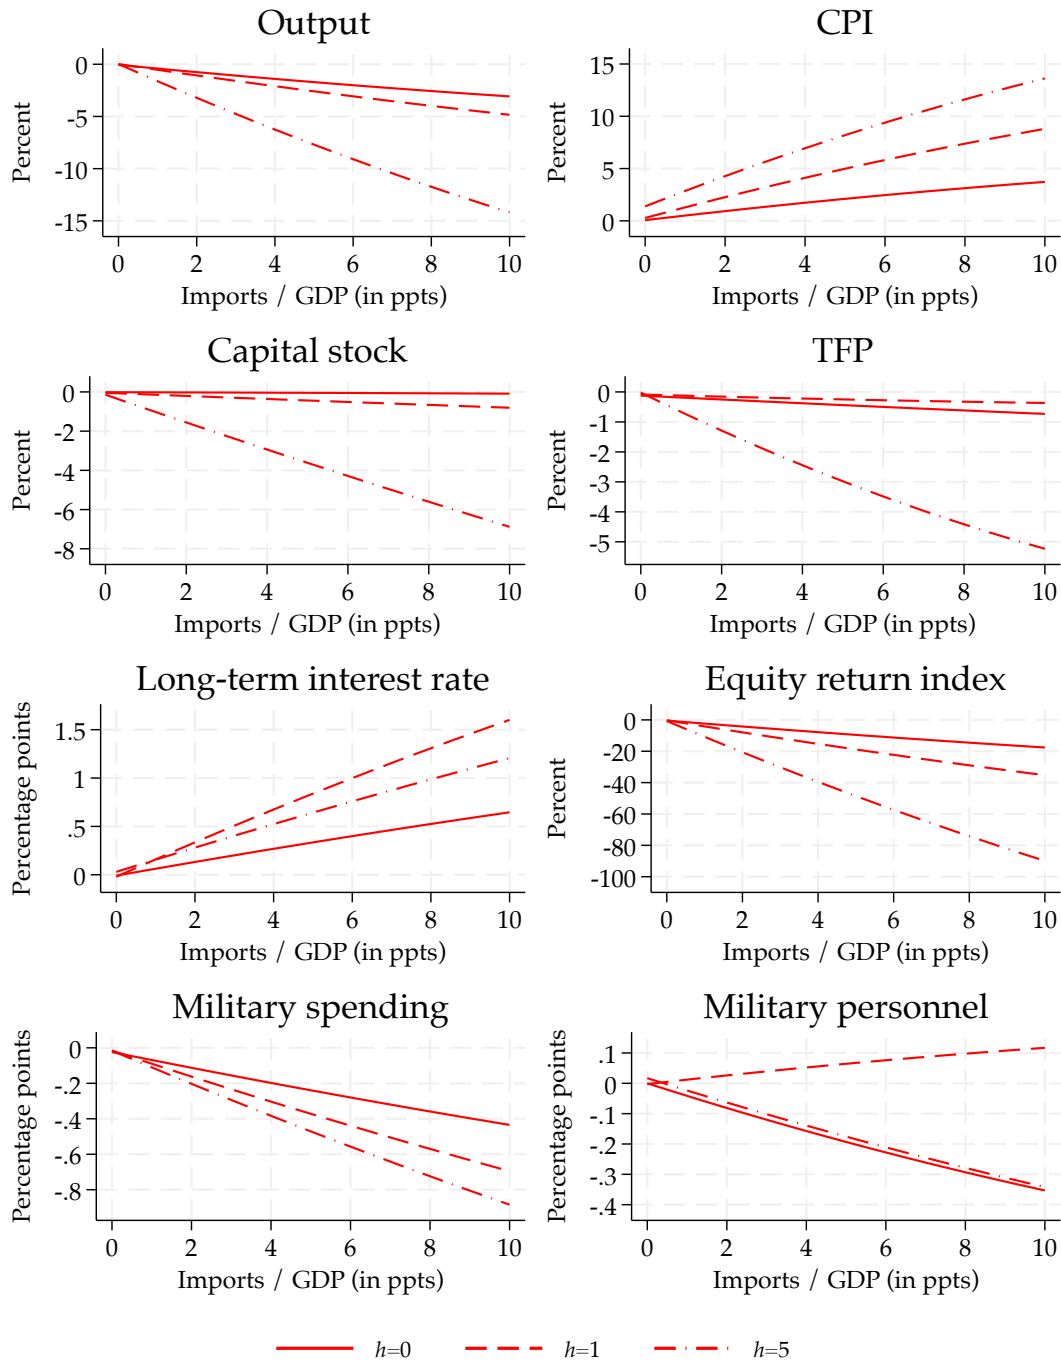 Output
Percent
0
-5
-10
-15
0 2 4 6 8 10
Imports / GDP (in ppts)
CPI
Percent
15
10
5
0
0 2 4 6 8 10
Imports / GDP (in ppts)
Capital stock
Percent
0
-2
-4
-6
-8
0 2 4 6 8 10
Imports / GDP (in ppts)
TFP
Percent
0
-1
-2
-3
-4
-5
0 2 4 6 8 10
Imports / GDP (in ppts)
Long-term interest rate
Percentage points
1.5
1
.5
0
0 2 4 6 8 10
Imports / GDP (in ppts)
Equity return index
Percent
0
-20
-40
-60
-80
-100
0 2 4 6 8 10
Imports / GDP (in ppts)
Military spending
Percentage points
0
-.2
-.4
-.6
-.8
0 2 4 6 8 10
Imports / GDP (in ppts)
Military personnel
Percentage points
.1
0
-.1
-.2
-.3
-.4
0 2 4 6 8 10
Imports / GDP (in ppts)
h=0 h=1 h=5